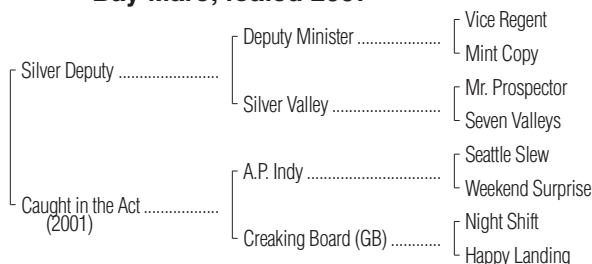 Bay Mare; foaled
Vice Regent
Deputy Minister ....................
Mint Copy
Silver Deputy ........................
Mr. Prospector
Silver Valley ..........................
Seven Valleys
Seattle Slew
A.P. Indy ................................
Weekend Surprise
Caught in the Act ..................
(2001)
Night Shift
Creaking Board (GB) ............
Happy Landing